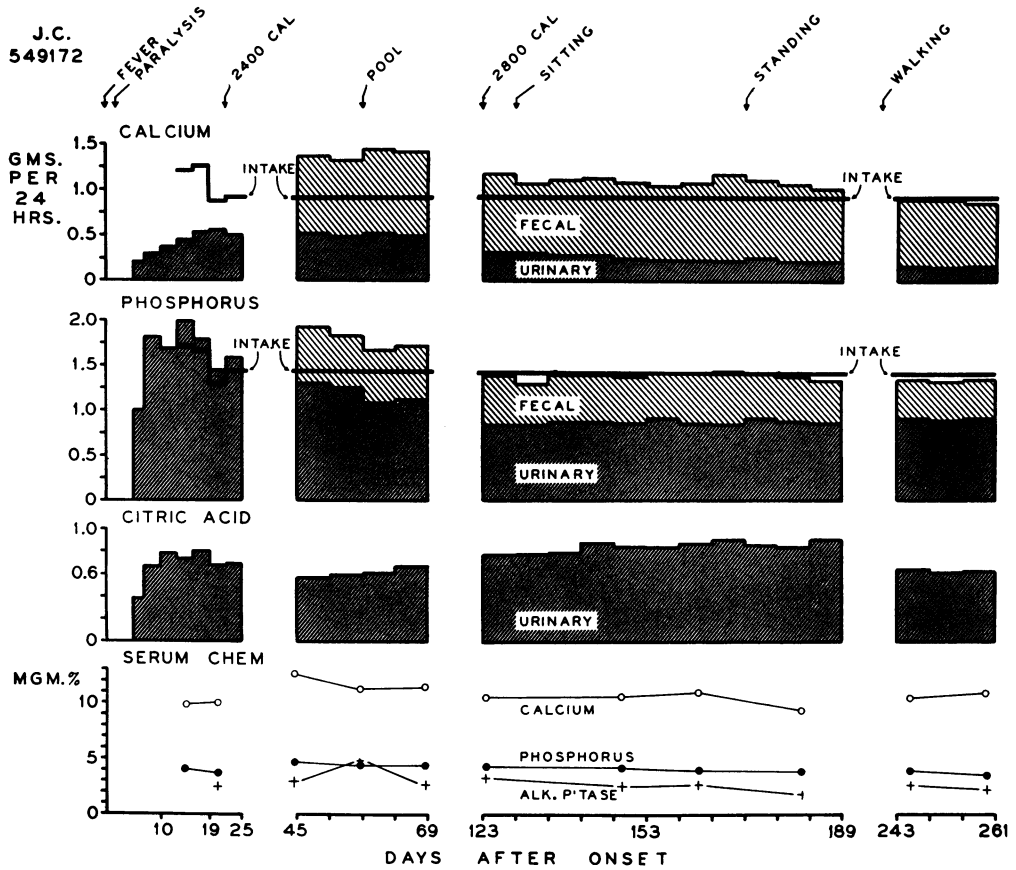 J.C.
549172
FEVER
PARALYSIS
2400 CAL
POOL
2800 CAL
SITTING
STANDING
WALKING
CALCIUM
GMS.
PER
24
HRS.
1.5
1.0
0.5
0
INTAKE
INTAKE
FECAL
URINARY
PHOSPHORUS
2.0
1.5
1.0
0.5
0
INTAKE
INTAKE
FECAL
URINARY
CITRIC ACID
1.0
0.6
0
URINARY
SERUM CHEM
MGM.%
10
5
0
CALCIUM
PHOSPHORUS
ALK. P'TASE
10 19 25 45 69 123 153 189 243 261
DAYS AFTER ONSET